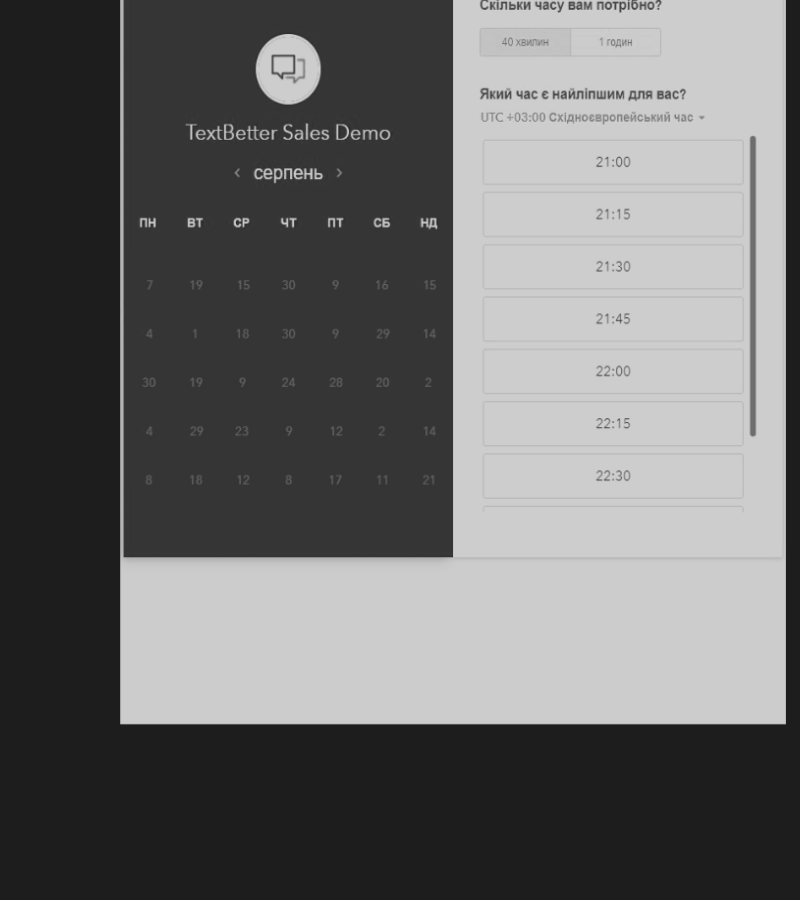 TextBetter Sales Demo
серпень
ПН ВТ СР ЧТ ПТ СБ НД
7 19 15 30 9 16 15
4 1 18 30 9 29 14
30 19 9 24 28 20 2
4 29 23 9 12 2 14
8 18 12 8 17 11 21
Скільки часу вам потрібно?
40 хвилин 1 годин
Який час є найліпшим для вас?
UTC +03:00 Східноєвропейський час
21:00
21:15
21:30
21:45
22:00
22:15
22:30